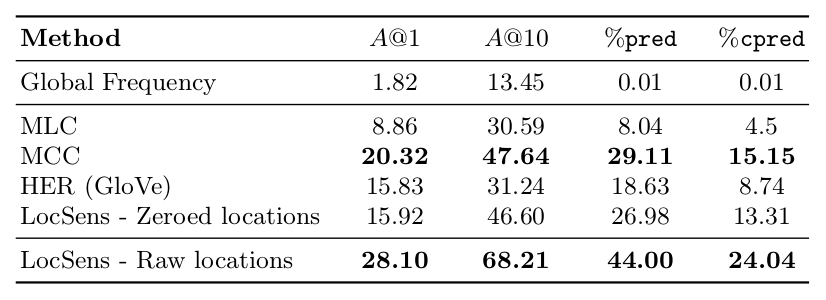 Method A@1 A@10 %pred %cpred
Global Frequency 1.82 13.45 0.01 0.01
MLC 8.86 30.59 8.04 4.5
MCC 20.32 47.64 29.11 15.15
HER (GloVe) 15.83 31.24 18.63 8.74
LocSens - Zeroed locations 15.92 46.60 26.98 13.31
LocSens - Raw locations 28.10 68.21 44.00 24.04